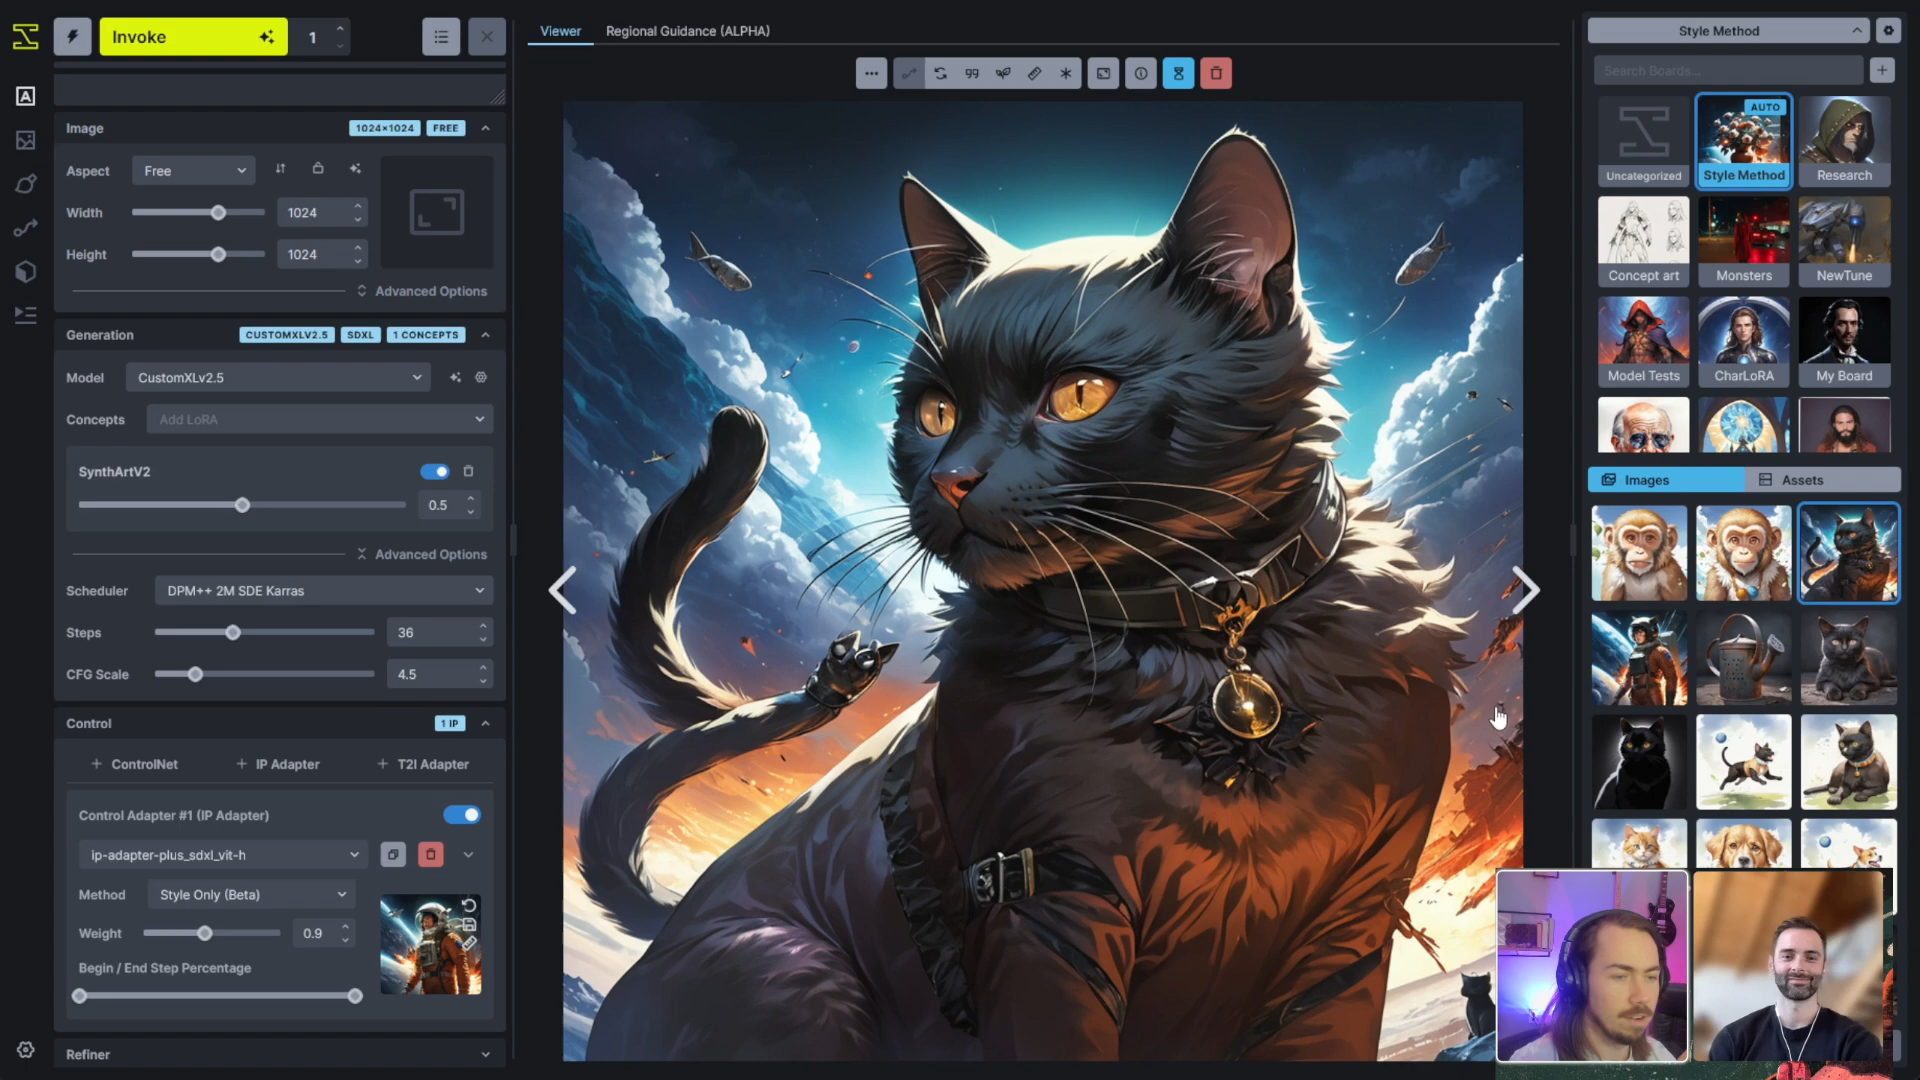 Invoke
1
Viewer
Regional Guidance (ALPHA)
Style Method
Search Boards...
Image
1024×1024
FREE
Aspect
Free
Width
1024
Height
1024
Advanced Options
Generation
CUSTOMXLV2.5
SDXL
1 CONCEPTS
Model
CustomXLv2.5
Concepts
Add LoRA
SynthArtV2
0.5
Advanced Options
Scheduler
DPM++ 2M SDE Karras
Steps
36
CFG Scale
4.5
Control
1 IP
ControlNet
IP Adapter
T2I Adapter
Control Adapter #1 (IP Adapter)
ip-adapter-plus_sdxl_vit-h
Method
Style Only (Beta)
Weight
0.9
Begin / End Step Percentage
Refiner
AUTO
Uncategorized
Style Method
Research
Concept art
Monsters
NewTune
Model Tests
CharLoRA
My Board
Images
Assets